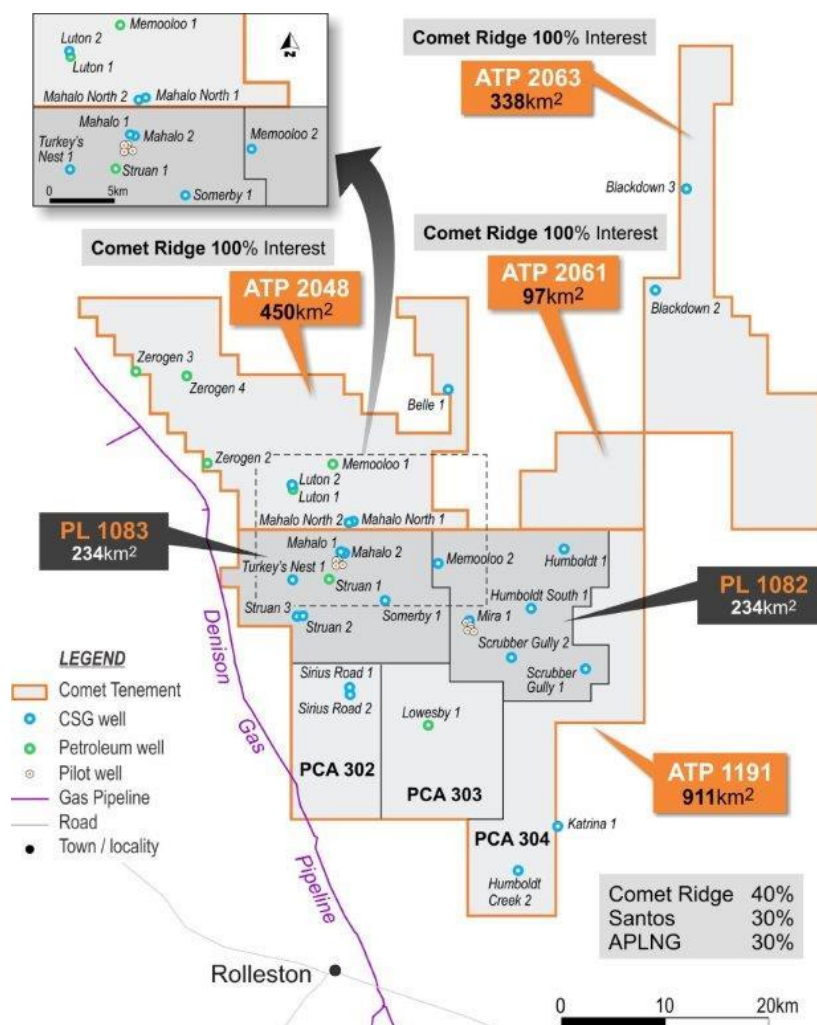 Memooloo 1
Luton 2
Luton 1
N
Mahalo North 2
Mahalo North 1
Mahalo 1
Mahalo 2
Turkey's
Nest 1
Memooloo 2
Struan 1
0
5km
Somerby 1
Comet Ridge 100% Interest
ATP 2063
338km2
Blackdown 3
Comet Ridge 100% Interest
ATP 2048
450km2
Comet Ridge 100% Interest
ATP 2061
97km2
Blackdown 2
Zerogen 3
Zerogen 4
Belle 1
Zerogen 2
Memooloo 1
Luton 2
Luton 1
Mahalo North 2
Mahalo North 1
PL 1083
234km2
Mahalo 1
Mahalo 2
Turkey's Nest 1
Struan 1
Memooloo 2
Humboldt 1
Humboldt South 1
PL 1082
234km2
Struan 3
Struan 2
Somerby 1
Mira 1
Scrubber Gully 2
Scrubber
Gully 1
Sirius Road 1
Sirius Road 2
Lowesby 1
PCA 302
PCA 303
ATP 1191
911km2
PCA 304
Katrina 1
Humboldt
Creek 2
Denison
Gas
Pipeline
LEGEND
Comet Tenement
CSG well
Petroleum well
Pilot well
Gas Pipeline
Road
Town / locality
Comet Ridge 40%
Santos 30%
APLNG 30%
Rolleston
0
10
20km